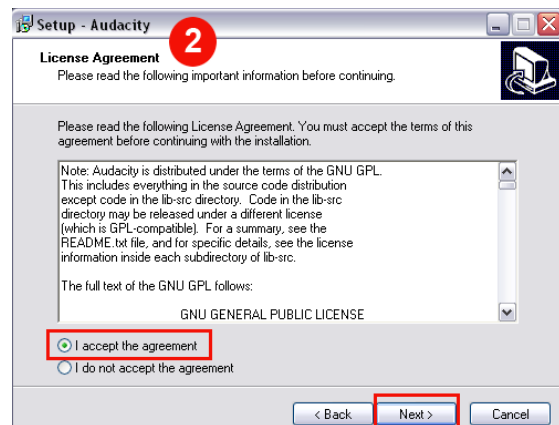 Setup - Audacity
2
License Agreement
Please read the following important information before continuing.
Please read the following License Agreement. You must accept the terms of this
agreement before continuing with the installation.
Note: Audacity is distributed under the terms of the GNU GPL.
This includes everything in the source code distribution
except code in the lib-src directory. Code in the lib-src
directory may be released under a different license
(which is GPL-compatible). For a summary, see the
README.txt file, and for specific details, see the license
information inside each subdirectory of lib-src.
The full text of the GNU GPL follows:
GNU GENERAL PUBLIC LICENSE
I accept the agreement
I do not accept the agreement
< Back
Next >
Cancel